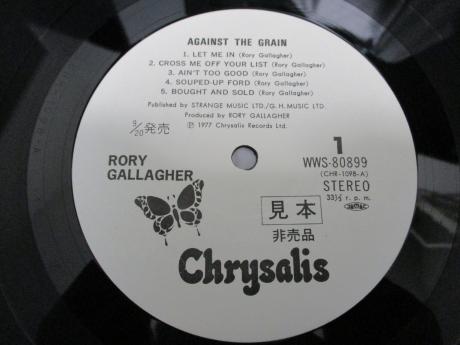 AGAINST THE GRAIN
1. LET ME IN (Rory Gallagher)
2. CROSS ME OFF YOUR LIST (Rory Gallagher)
3. AIN'T TOO GOOD (Rory Gallagher)
4. SOUPED-UP FORD (Rory Gallagher)
5. BOUGHT AND SOLD (Rory Gallagher)
Published by STRANGE MUSIC LTD/G.H. MUSIC LTD.
Produced by RORY GALLAGHER
℗ 1977 Chrysalis Records Ltd.
9/20発売
1
RORY
GALLAGHER
WWS-80899
(CHR-1098-A)
STEREO
33⅓ r.p.m.
見本
非売品
Chrysalis